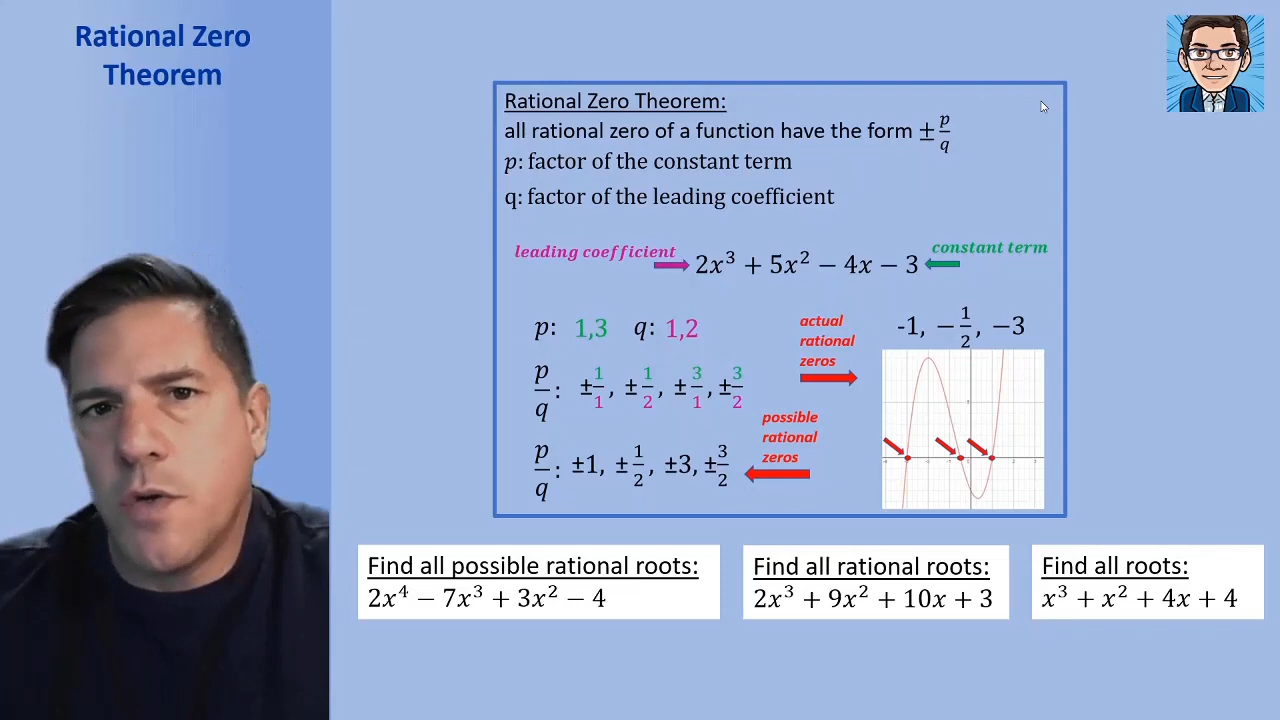 Rational Zero
Theorem
Rational Zero Theorem:
all rational zero of a function have the form ± p/q
p: factor of the constant term
q: factor of the leading coefficient
leading coefficient
constant term
2x³ + 5x² − 4x − 3
p: 1,3 q: 1,2
actual
rational
zeros
-1, −1/2, −3
p/q: ±1/1, ±1/2, ±3/1, ±3/2
possible
rational
zeros
p/q: ±1, ±1/2, ±3, ±3/2
Find all possible rational roots:
2x⁴ − 7x³ + 3x² − 4
Find all rational roots:
2x³ + 9x² + 10x + 3
Find all roots:
x³ + x² + 4x + 4